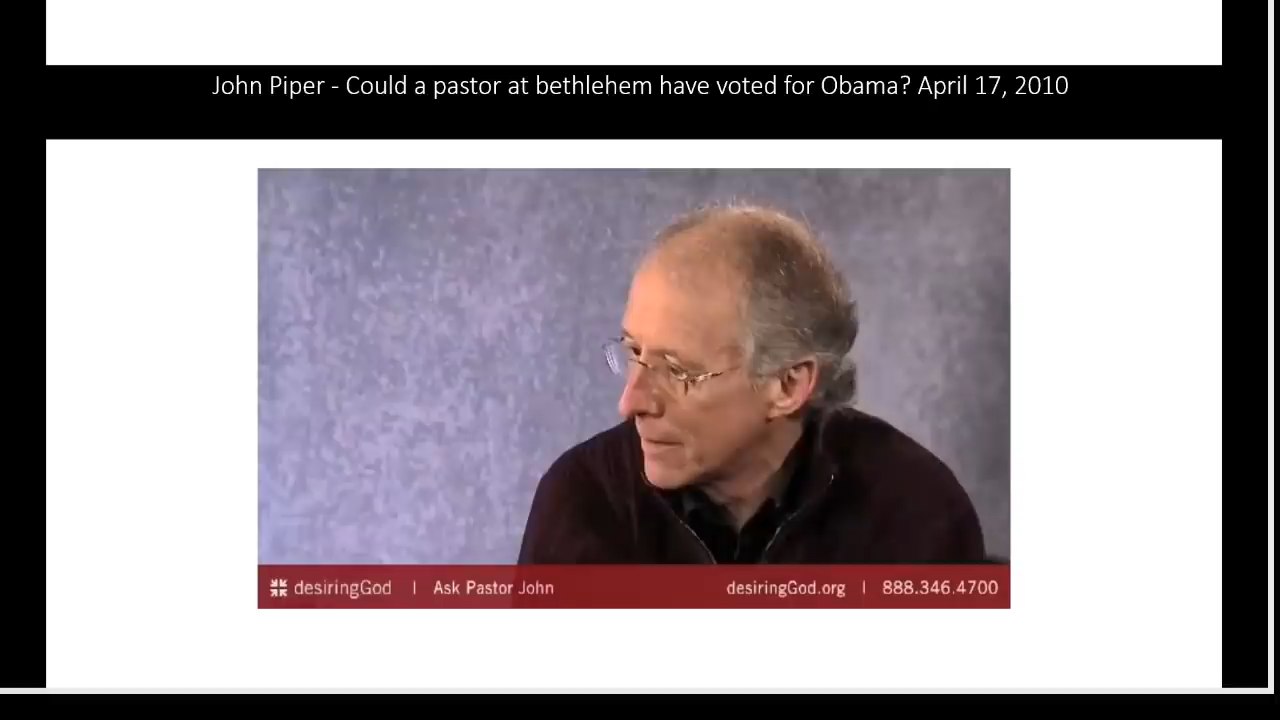 John Piper - Could a pastor at bethlehem have voted for Obama? April 17, 2010
desiringGod | Ask Pastor John desiringGod.org | 888.346.4700